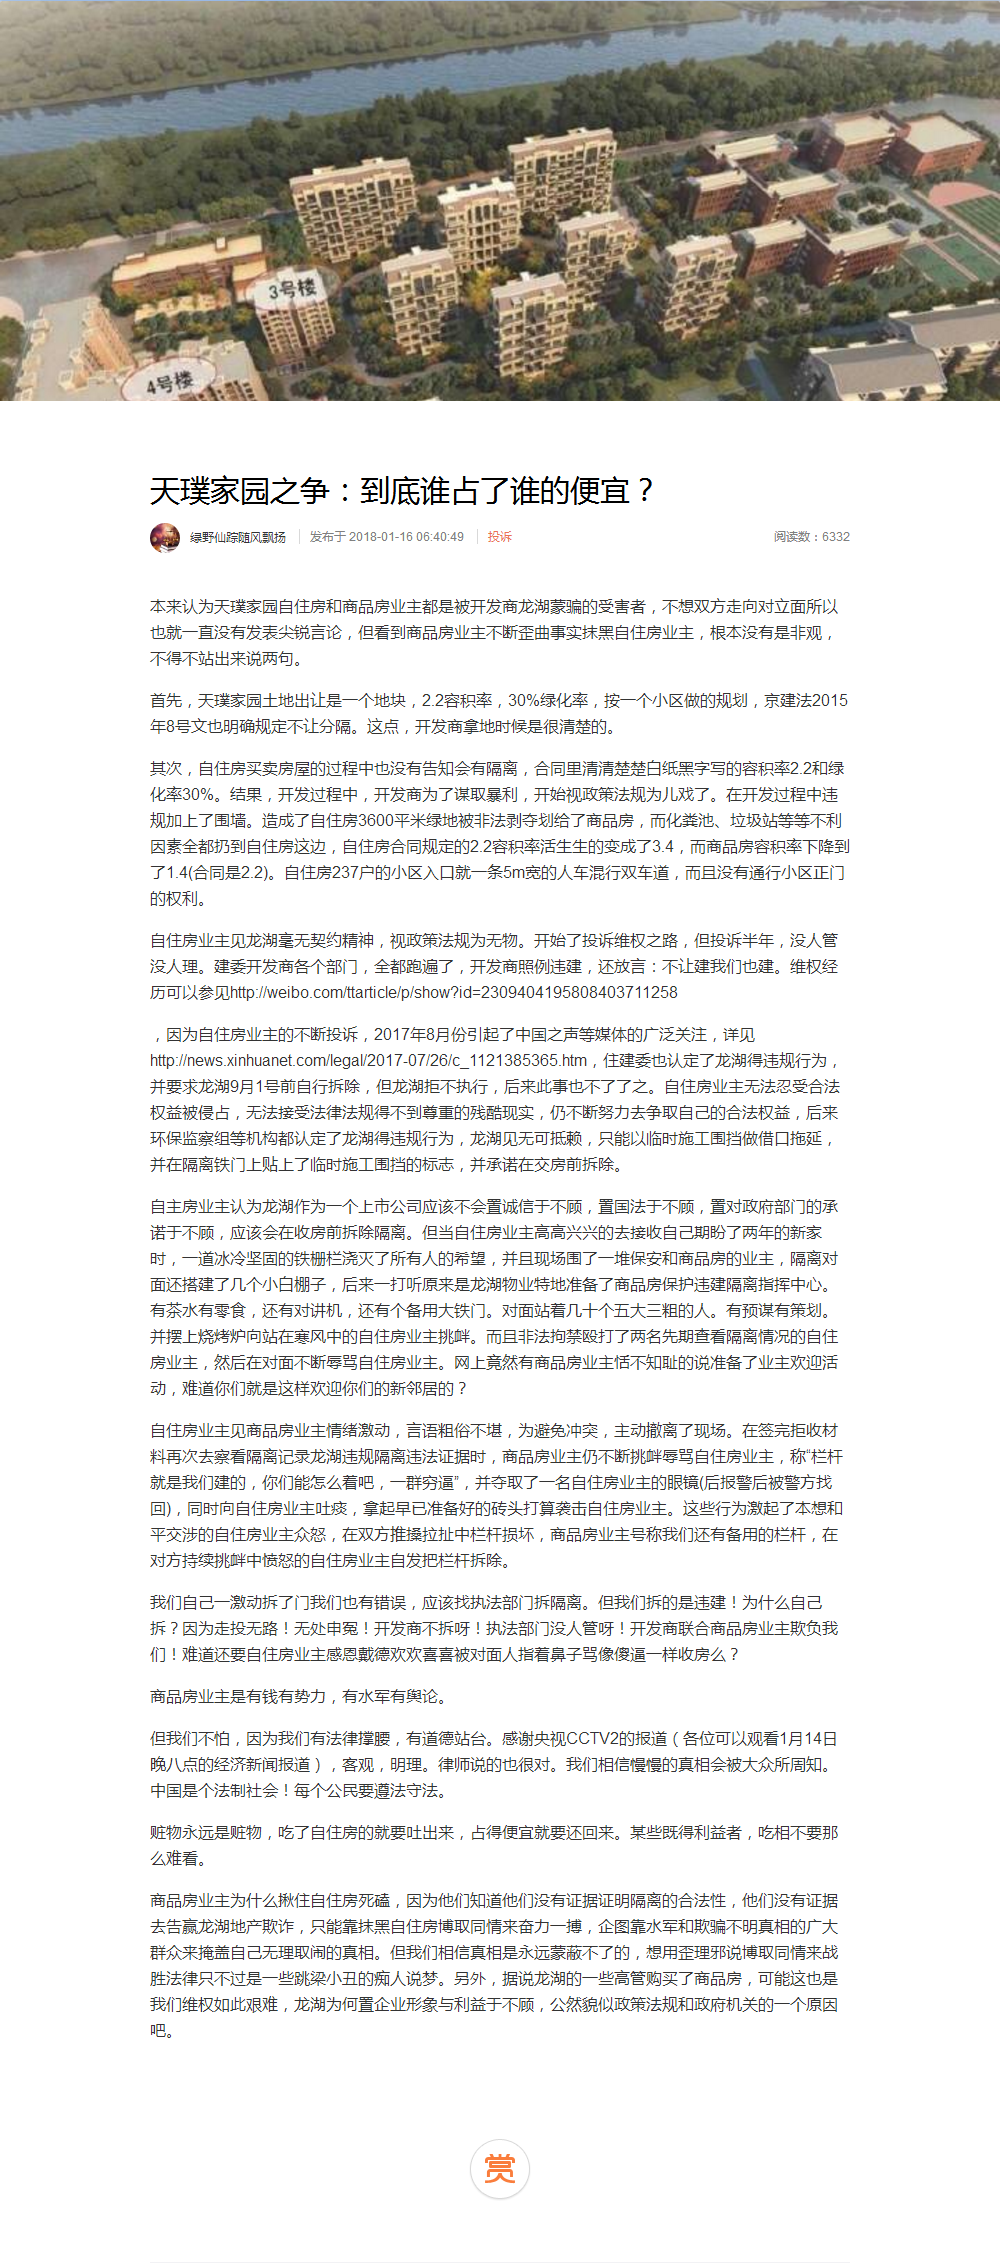 3号楼
4号楼
天璞家园之争：到底谁占了谁的便宜？
绿野仙踪随风飘扬 发布于 2018-01-16 06:40:49 投诉 阅读数：6332
本来认为天璞家园自住房和商品房业主都是被开发商龙湖蒙骗的受害者，不想双方走向对立面所以
也就一直没有发表尖锐言论，但看到商品房业主不断歪曲事实抹黑自住房业主，根本没有是非观，
不得不站出来说两句。
首先，天璞家园土地出让是一个地块，2.2容积率，30%绿化率，按一个小区做的规划，京建法2015
年8号文也明确规定不让分隔。这点，开发商拿地时候是很清楚的。
其次，自住房买卖房屋的过程中也没有告知会有隔离，合同里清清楚楚白纸黑字写的容积率2.2和绿
化率30%。结果，开发过程中，开发商为了谋取暴利，开始视政策法规为儿戏了。在开发过程中违
规加上了围墙。造成了自住房3600平米绿地被非法剥夺划给了商品房，而化粪池、垃圾站等等不利
因素全都扔到自住房这边，自住房合同规定的2.2容积率活生生的变成了3.4，而商品房容积率下降到
了1.4(合同是2.2)。自住房237户的小区入口就一条5m宽的人车混行双车道，而且没有通行小区正门
的权利。
自住房业主见龙湖毫无契约精神，视政策法规为无物。开始了投诉维权之路，但投诉半年，没人管
没人理。建委开发商各个部门，全都跑遍了，开发商照例违建，还放言：不让建我们也建。维权经
历可以参见http://weibo.com/ttarticle/p/show?id=2309404195808403711258
，因为自住房业主的不断投诉，2017年8月份引起了中国之声等媒体的广泛关注，详见
http://news.xinhuanet.com/legal/2017-07/26/c_1121385365.htm，住建委也认定了龙湖得违规行为，
并要求龙湖9月1号前自行拆除，但龙湖拒不执行，后来此事也不了了之。自住房业主无法忍受合法
权益被侵占，无法接受法律法规得不到尊重的残酷现实，仍不断努力去争取自己的合法权益，后来
环保监察组等机构都认定了龙湖得违规行为，龙湖见无可抵赖，只能以临时施工围挡做借口拖延，
并在隔离铁门上贴上了临时施工围挡的标志，并承诺在交房前拆除。
自主房业主认为龙湖作为一个上市公司应该不会置诚信于不顾，置国法于不顾，置对政府部门的承
诺于不顾，应该会在收房前拆除隔离。但当自住房业主高高兴兴的去接收自己期盼了两年的新家
时，一道冰冷坚固的铁栅栏浇灭了所有人的希望，并且现场围了一堆保安和商品房的业主，隔离对
面还搭建了几个小白棚子，后来一打听原来是龙湖物业特地准备了商品房保护违建隔离指挥中心。
有茶水有零食，还有对讲机，还有个备用大铁门。对面站着几十个五大三粗的人。有预谋有策划。
并摆上烧烤炉向站在寒风中的自住房业主挑衅。而且非法拘禁殴打了两名先期查看隔离情况的自住
房业主，然后在对面不断辱骂自住房业主。网上竟然有商品房业主恬不知耻的说准备了业主欢迎活
动，难道你们就是这样欢迎你们的新邻居的？
自住房业主见商品房业主情绪激动，言语粗俗不堪，为避免冲突，主动撤离了现场。在签完拒收材
料再次去察看隔离记录龙湖违规隔离违法证据时，商品房业主仍不断挑衅辱骂自住房业主，称“栏杆
就是我们建的，你们能怎么着吧，一群穷逼”，并夺取了一名自住房业主的眼镜(后报警后被警方找
回)，同时向自住房业主吐痰，拿起早已准备好的砖头打算袭击自住房业主。这些行为激起了本想和
平交涉的自住房业主众怒，在双方推搡拉扯中栏杆损坏，商品房业主号称我们还有备用的栏杆，在
对方持续挑衅中愤怒的自住房业主自发把栏杆拆除。
我们自己一激动拆了门我们也有错误，应该找执法部门拆隔离。但我们拆的是违建！为什么自己
拆？因为走投无路！无处申冤！开发商不拆呀！执法部门没人管呀！开发商联合商品房业主欺负我
们！难道还要自住房业主感恩戴德欢欢喜喜被对面人指着鼻子骂像傻逼一样收房么？
商品房业主是有钱有势力，有水军有舆论。
但我们不怕，因为我们有法律撑腰，有道德站台。感谢央视CCTV2的报道（各位可以观看1月14日
晚八点的经济新闻报道），客观，明理。律师说的也很对。我们相信慢慢的真相会被大众所周知。
中国是个法制社会！每个公民要遵法守法。
赃物永远是赃物，吃了自住房的就要吐出来，占得便宜就要还回来。某些既得利益者，吃相不要那
么难看。
商品房业主为什么揪住自住房死磕，因为他们知道他们没有证据证明隔离的合法性，他们没有证据
去告赢龙湖地产欺诈，只能靠抹黑自住房博取同情来奋力一搏，企图靠水军和欺骗不明真相的广大
群众来掩盖自己无理取闹的真相。但我们相信真相是永远蒙蔽不了的，想用歪理邪说博取同情来战
胜法律只不过是一些跳梁小丑的痴人说梦。另外，据说龙湖的一些高管购买了商品房，可能这也是
我们维权如此艰难，龙湖为何置企业形象与利益于不顾，公然貌似政策法规和政府机关的一个原因
吧。
赏